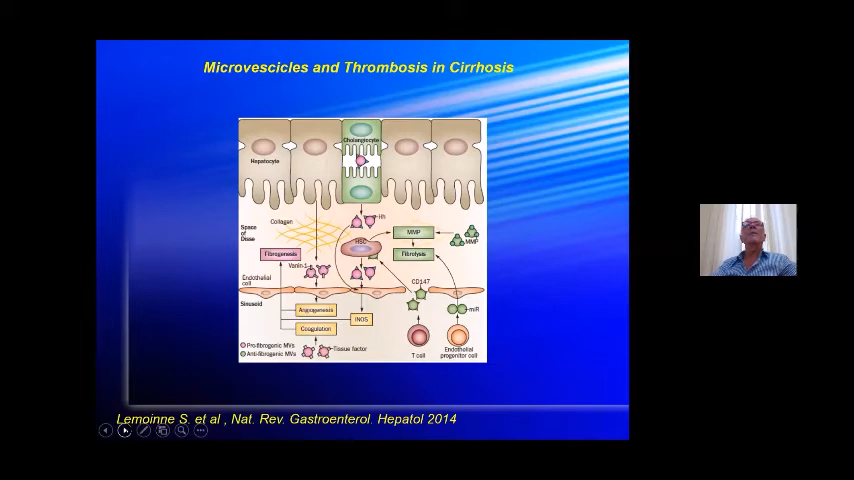 Microvescicles and Thrombosis in Cirrhosis
Cholangiocyte
Hepatocyte
Hh
Collagen
Space
of
Disse
HSC
MMP
MMP
Fibrogenesis
Fibrolysis
Vanin-1
Endothelial
cell
CD147
Sinusoid
Angiogenesis
iNOS
miR
Coagulation
Pro-fibrogenic MVs
Anti-fibrogenic MVs
Tissue factor
T cell
Endothelial
progenitor cell
Lemoinne S. et al , Nat. Rev. Gastroenterol. Hepatol 2014